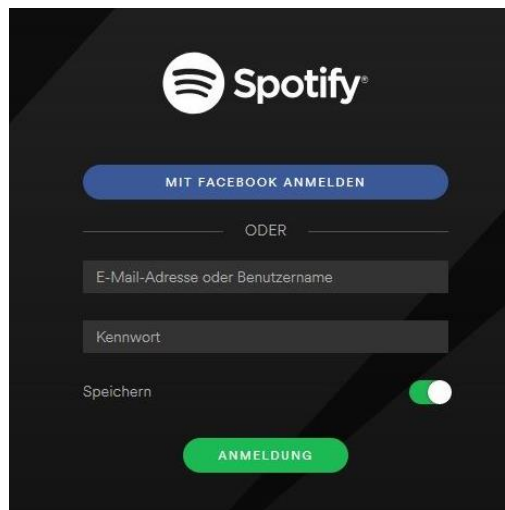 Spotify®
MIT FACEBOOK ANMELDEN
ODER
E-Mail-Adresse oder Benutzername
Kennwort
Speichern
ANMELDUNG